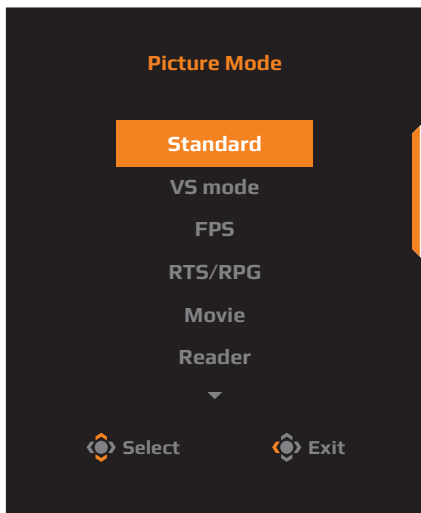 Picture Mode
Standard
VS mode
FPS
RTS/RPG
Movie
Reader
Select Exit